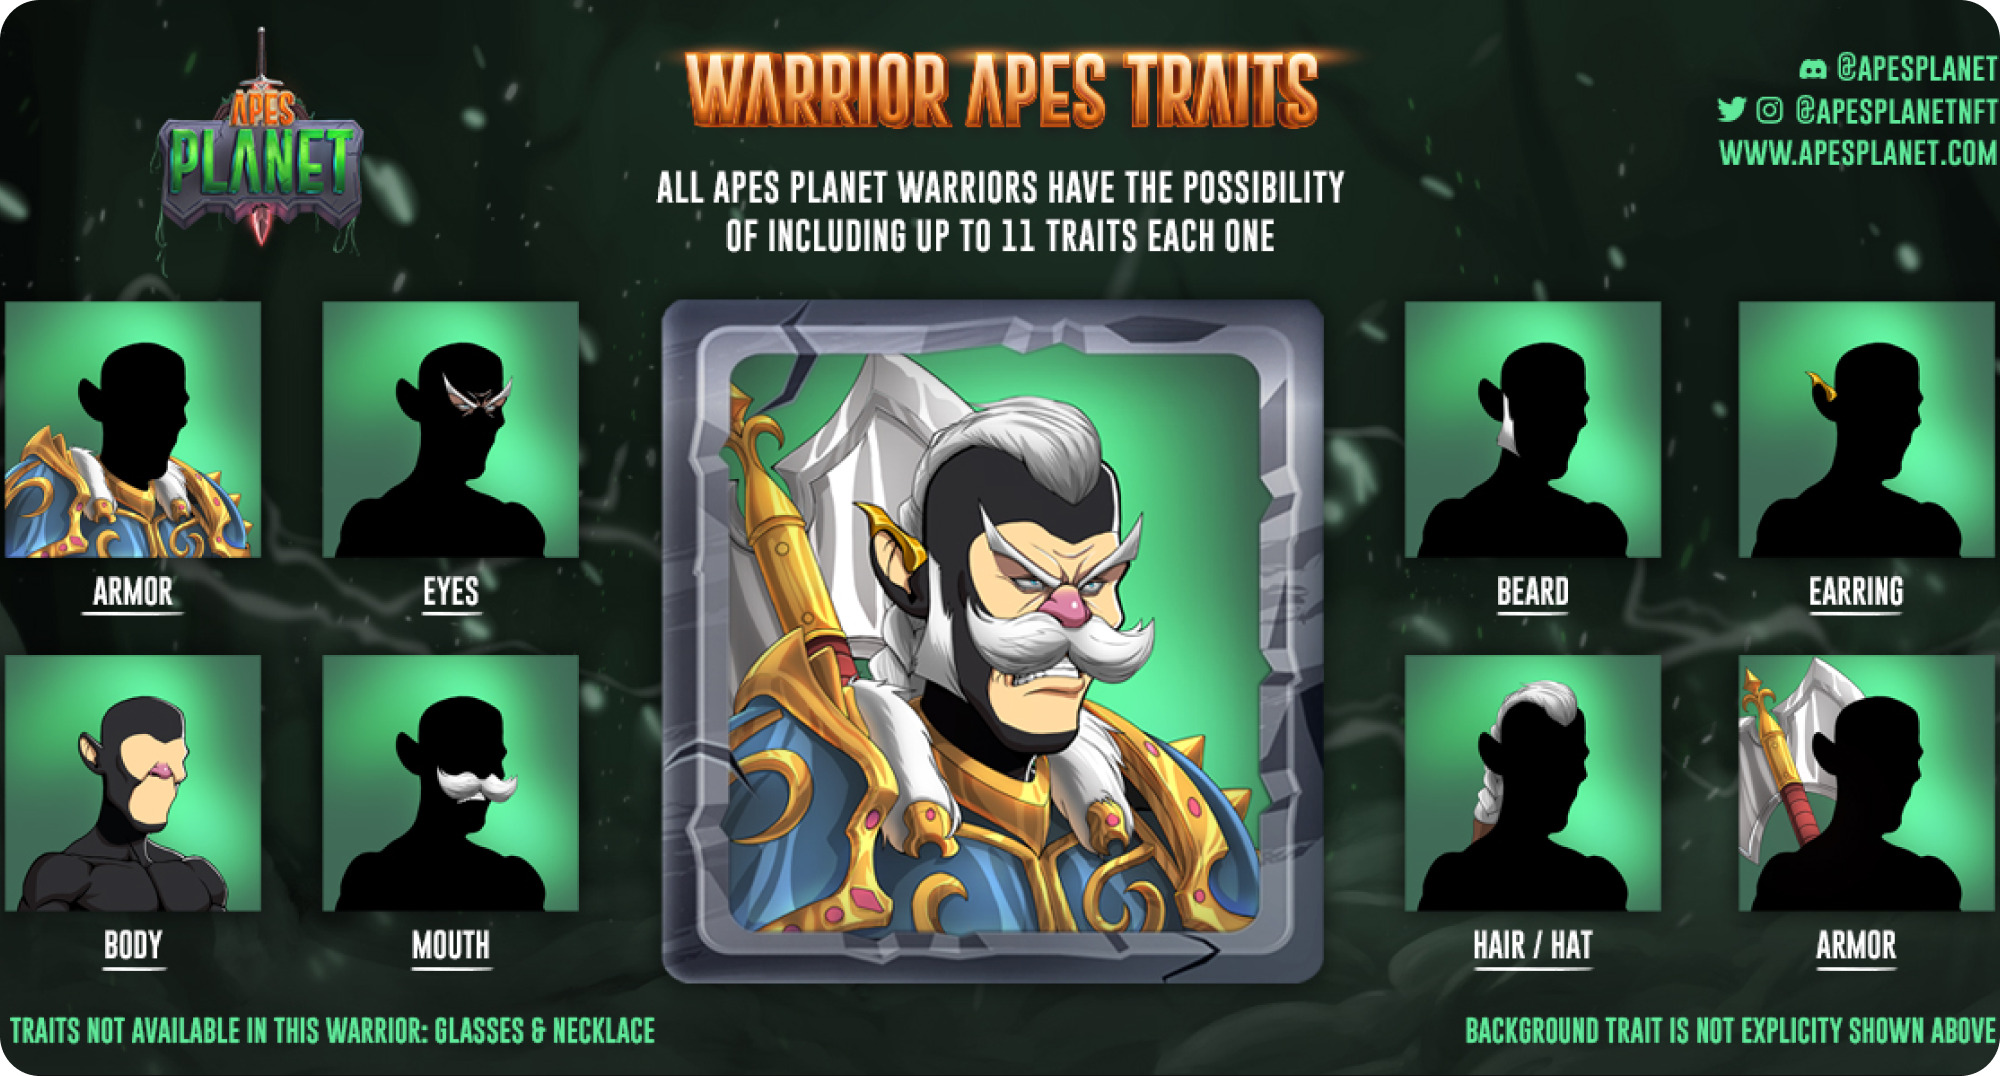 APES
PLANET
WARRIOR APES TRAITS
ALL APES PLANET WARRIORS HAVE THE POSSIBILITY
OF INCLUDING UP TO 11 TRAITS EACH ONE
@APESPLANET
@APESPLANETNFT
WWW.APESPLANET.COM
ARMOR
EYES
BEARD
EARRING
BODY
MOUTH
HAIR / HAT
ARMOR
TRAITS NOT AVAILABLE IN THIS WARRIOR: GLASSES & NECKLACE
BACKGROUND TRAIT IS NOT EXPLICITY SHOWN ABOVE